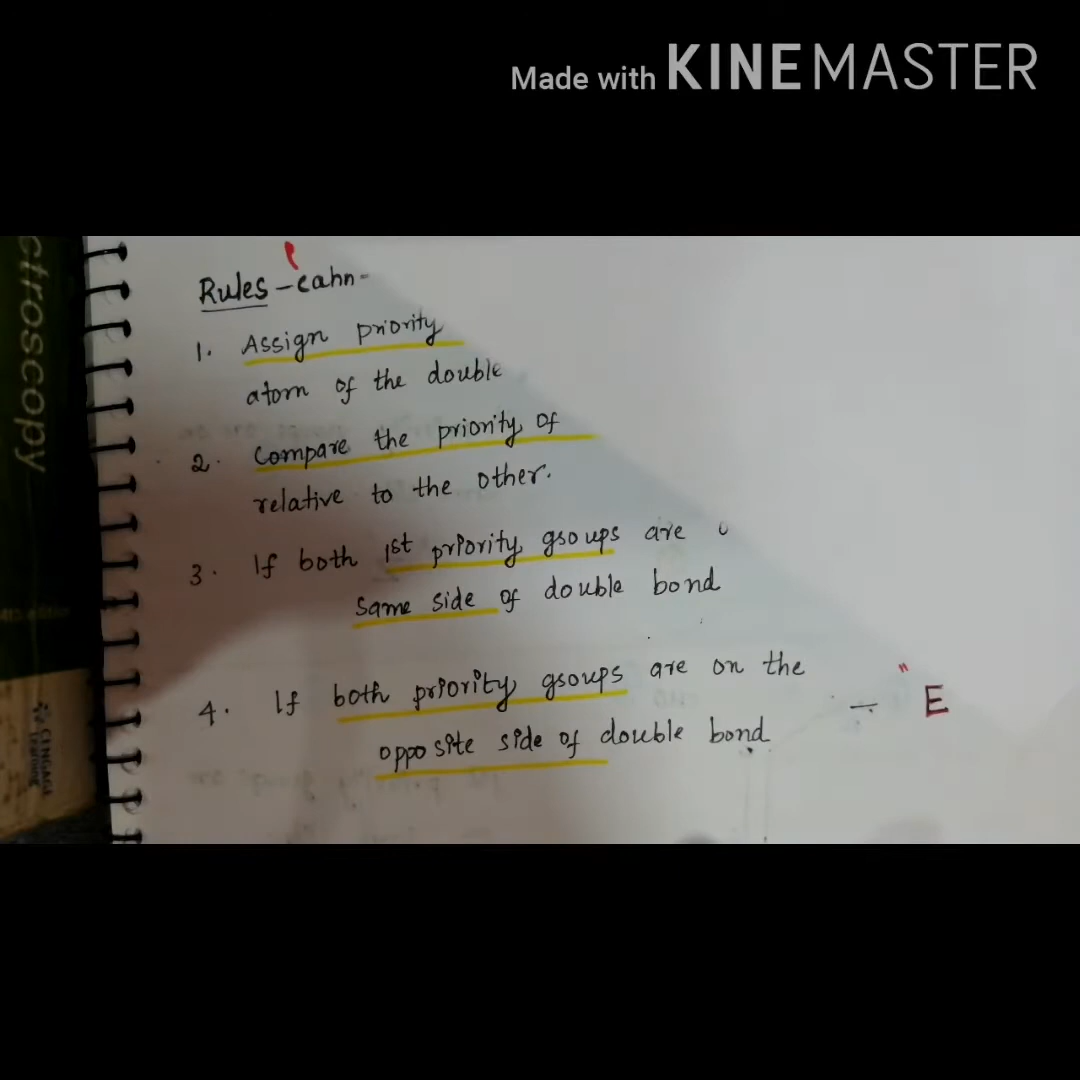 Made with KINEMASTER
ctroscopy
Rules - Cahn-
1. Assign priority
atom of the double
2. Compare the priority of
relative to the other.
3. If both 1st priority groups are
same side of double bond
4. If both priority groups are on the
opposite side of double bond
- " E
CENGAGE